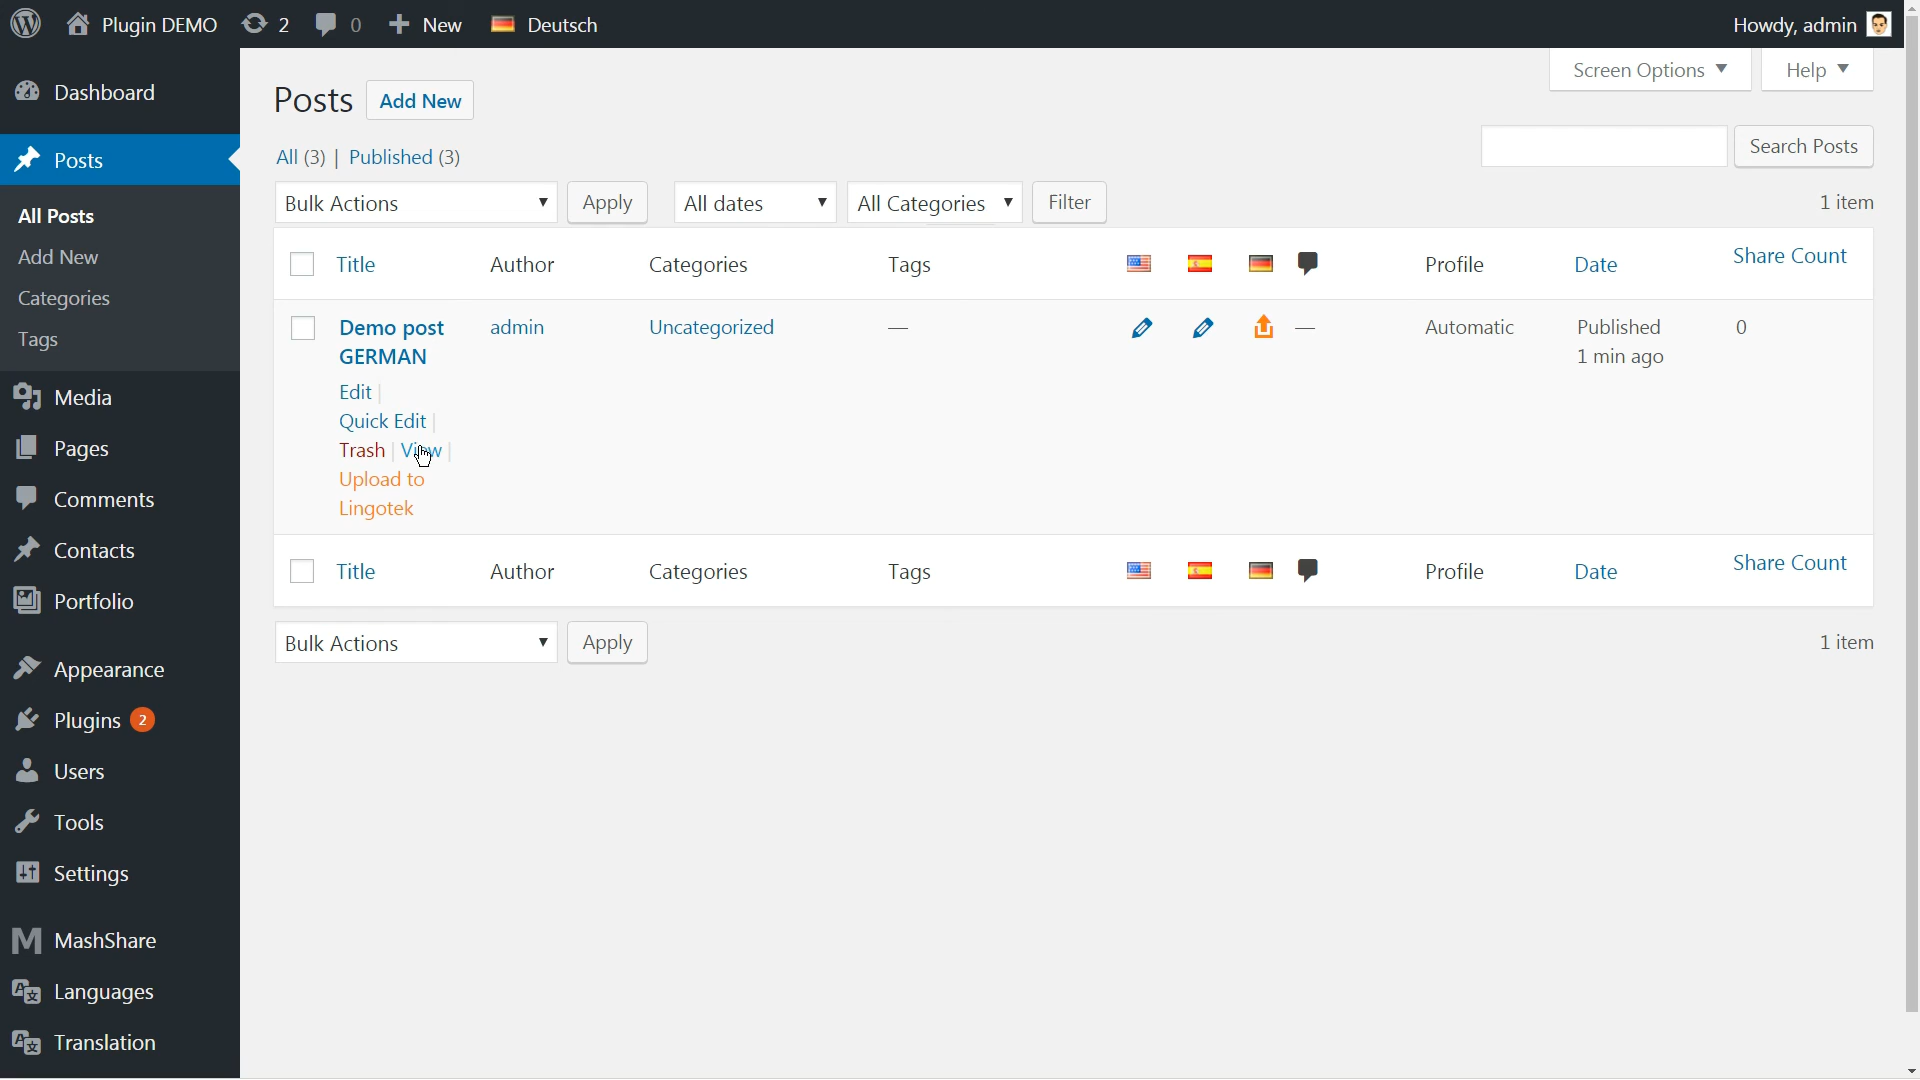 Plugin DEMO 2 0 New Deutsch Howdy, admin
Screen Options Help
Dashboard
Posts
All Posts
Add New
Categories
Tags
Media
Pages
Comments
Contacts
Portfolio
Appearance
Plugins 2
Users
Tools
Settings
MashShare
Languages
Translation
Posts Add New
All (3) | Published (3)
Search Posts
Bulk Actions Apply All dates All Categories Filter 1 item
Title Author Categories Tags Profile Date Share Count
Demo post admin Uncategorized — — Automatic Published 0
GERMAN 1 min ago
Edit |
Quick Edit |
Trash | View |
Upload to
Lingotek
Title Author Categories Tags Profile Date Share Count
Bulk Actions Apply 1 item